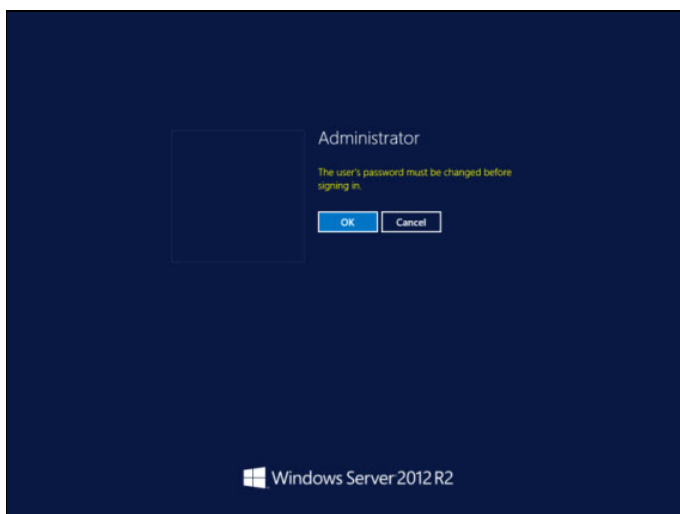 Administrator
The user's password must be changed before
signing in.
OK
Cancel
Windows Server 2012 R2